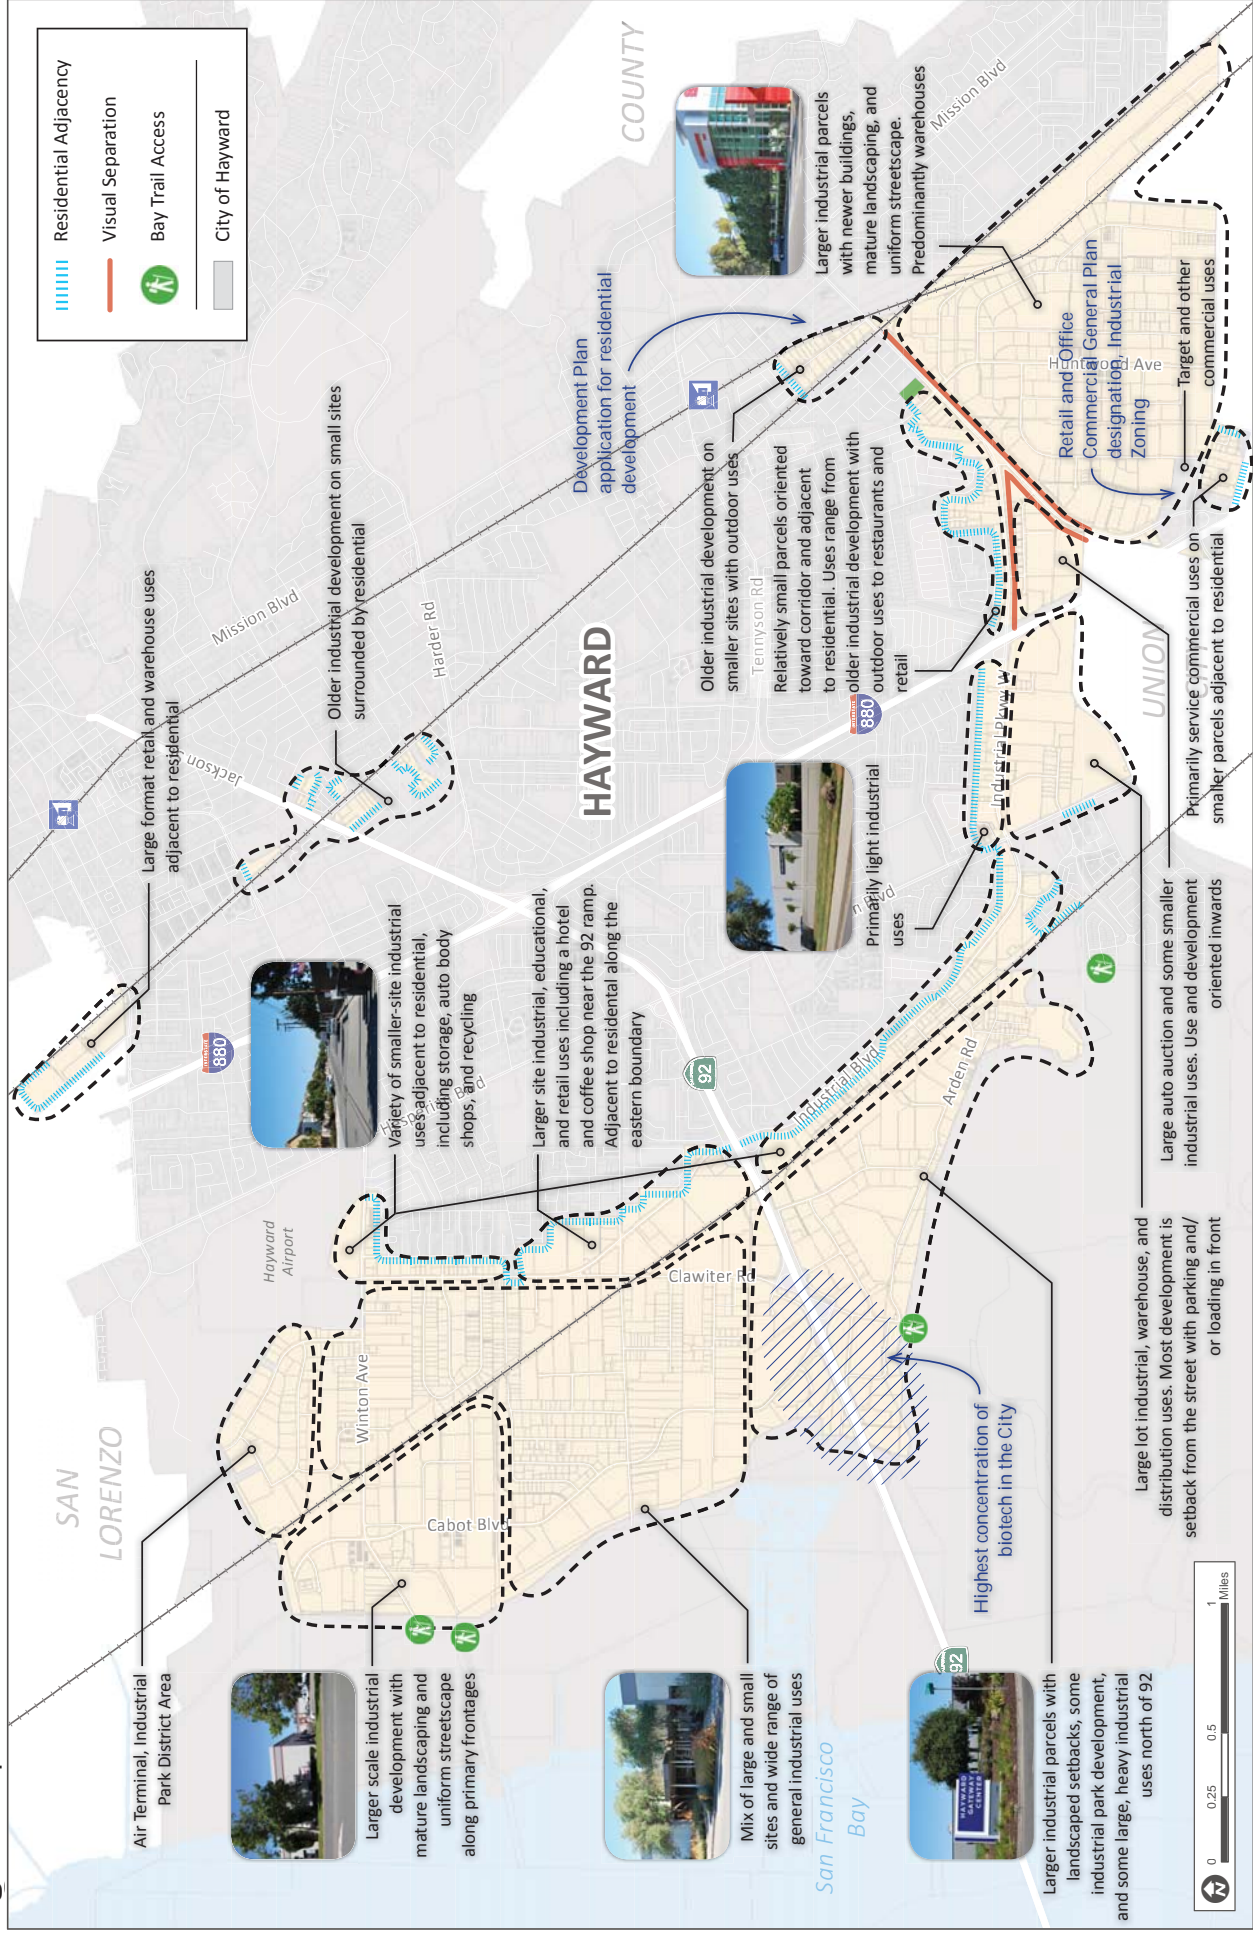 Residential Adjacency
Visual Separation
Bay Trail Access
City of Hayward
SAN
LORENZO
COUNTY
UNION
HAYWARD
San Francisco
Bay
Hayward
Airport
Air Terminal, Industrial
Park District Area
Larger scale industrial
development with
mature landscaping and
uniform streetscape
along primary frontages
Mix of large and small
sites and wide range of
general industrial uses
HAYWARD
GATEWAY
CENTER
Larger industrial parcels with
landscaped setbacks, some
industrial park development,
and some large, heavy industrial
uses north of 92
Highest concentration of
biotech in the City
Large lot industrial, warehouse, and
distribution uses. Most development is
setback from the street with parking and/
or loading in front
Large auto auction and some smaller
industrial uses. Use and development
oriented inwards
Primarily service commercial uses on
smaller parcels adjacent to residential
Target and other
commercial uses
Retail and Office
Commercial General Plan
designation, Industrial
Zoning
Larger industrial parcels
with newer buildings,
mature landscaping, and
uniform streetscape.
Predominantly warehouses
Development Plan
application for residential
development
Older industrial development on
smaller sites with outdoor uses
Relatively small parcels oriented
toward corridor and adjacent
to residential. Uses range from
older industrial development with
outdoor uses to restaurants and
retail
Primarily light industrial
uses
Larger site industrial, educational,
and retail uses including a hotel
and coffee shop near the 92 ramp.
Adjacent to residental along the
eastern boundary
Variety of smaller-site industrial
uses adjacent to residential,
including storage, auto body
shops, and recycling
Older industrial development on small sites
surrounded by residential
Large format retail and warehouse uses
adjacent to residential
Mission Blvd
Mission Blvd
Jackson
Harder Rd
Tennyson Rd
Huntwood Ave
Industrial Pkwy W
Industrial Blvd
Arden Rd
Clawiter Rd
Winton Ave
Cabot Blvd
880
880
92
92
0
0.25
0.5
1
Miles
N